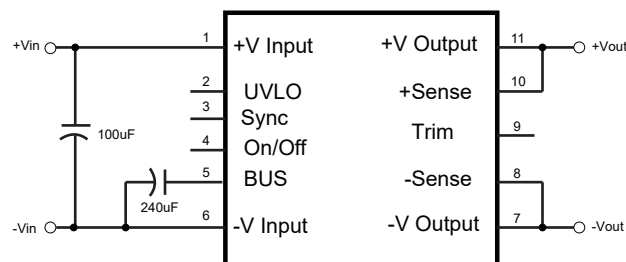 +Vin 1 +V Input +V Output 11 +Vout
2 UVLO +Sense 10
3 Sync
100uF Trim 9
4 On/Off
5 BUS -Sense 8
240uF
-Vin 6 -V Input -V Output 7 -Vout